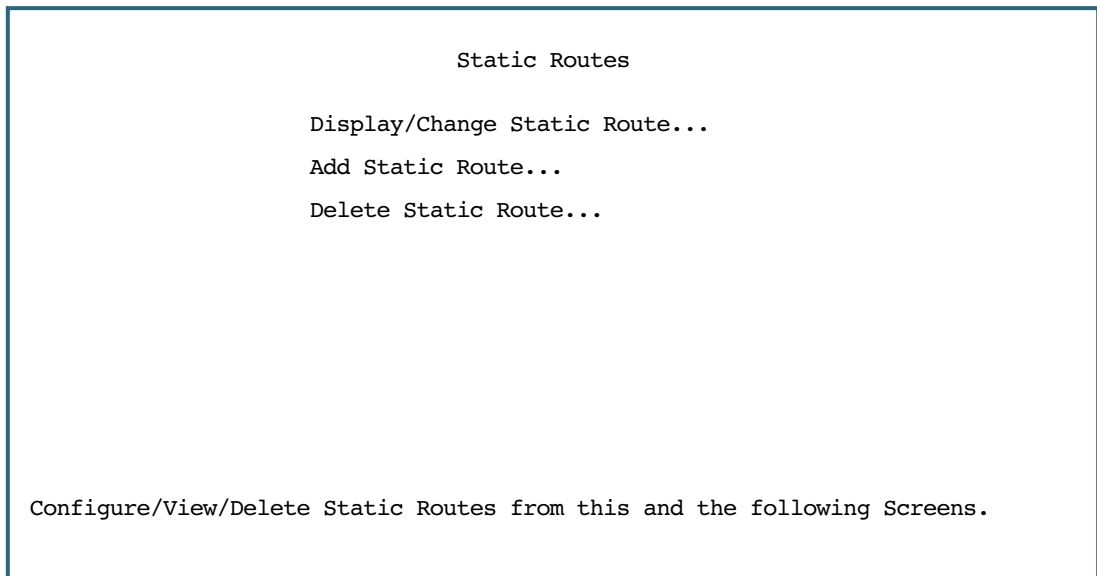 Static Routes
Display/Change Static Route...
Add Static Route...
Delete Static Route...
Configure/View/Delete Static Routes from this and the following Screens.